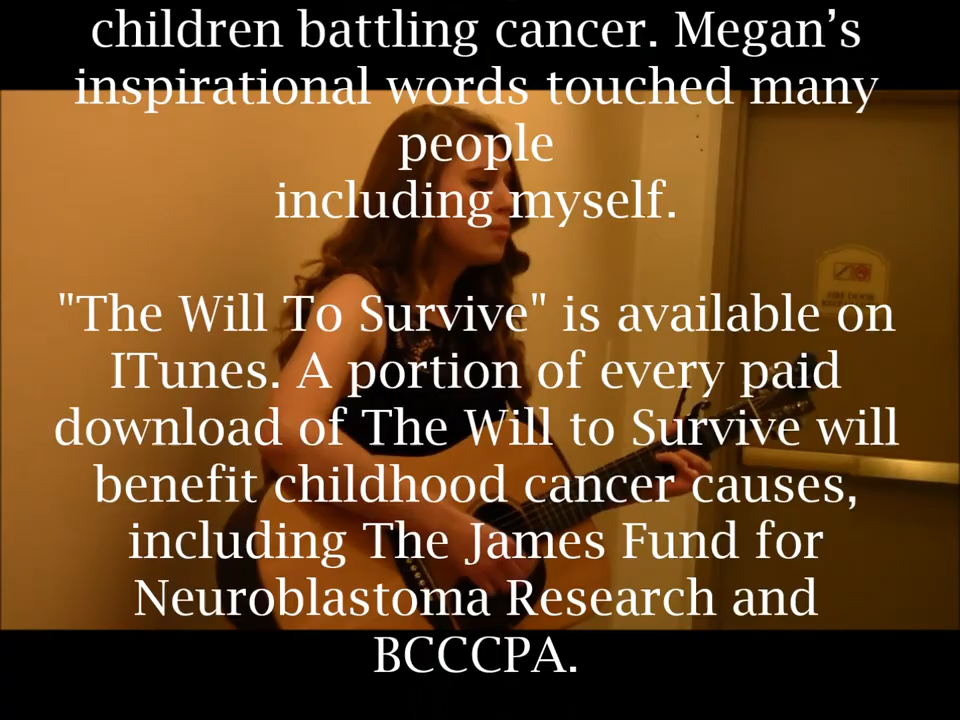 children battling cancer. Megan’s
inspirational words touched many
people
including myself.
"The Will To Survive" is available on
ITunes. A portion of every paid
download of The Will to Survive will
benefit childhood cancer causes,
including The James Fund for
Neuroblastoma Research and
BCCCPA.
FIRE DOOR